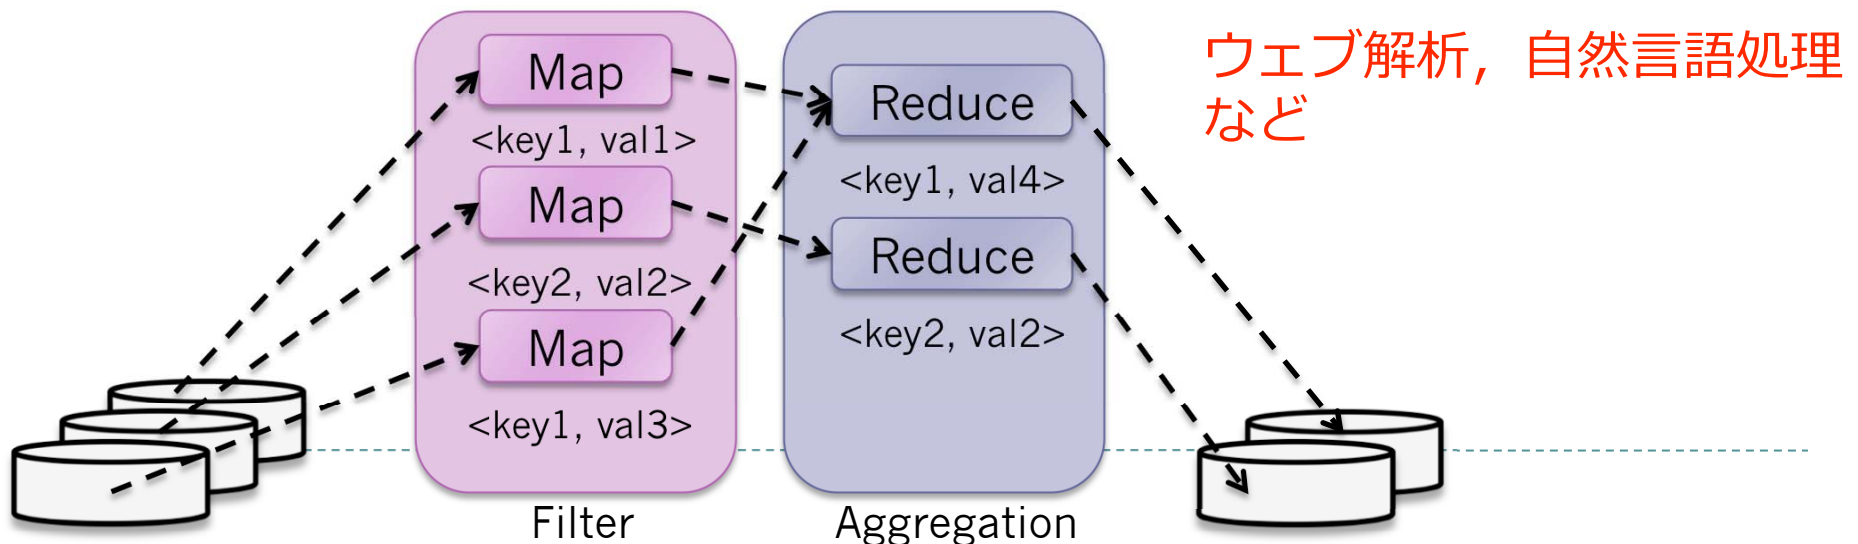 Map
<key1, val1>
Map
<key2, val2>
Map
<key1, val3>
Filter
Reduce
<key1, val4>
Reduce
<key2, val2>
Aggregation
ウェブ解析，自然言語処理
など